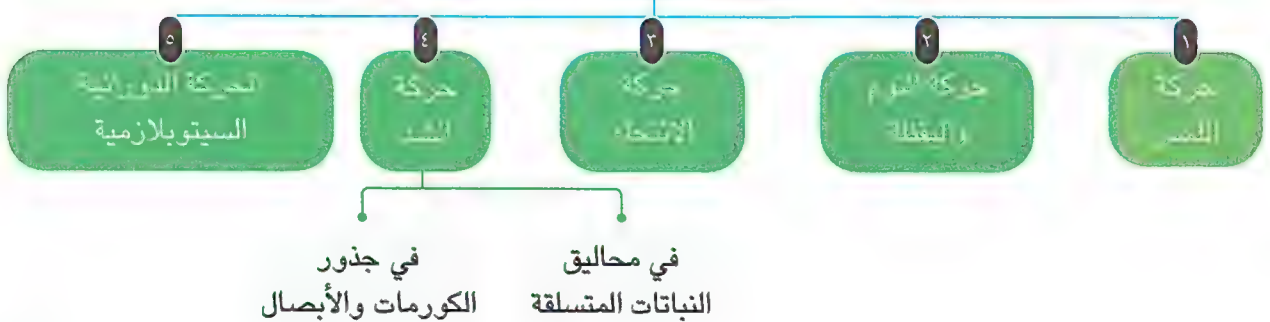 ١
حركة
اللمس
٢
حركة النوم
واليقظة
٣
حركة
الانتحاء
٤
حركة
الشد
٥
الحركة الدورانية
السيتوبلازمية
في محاليق
النباتات المتسلقة
في جذور
الكورمات والأبصال